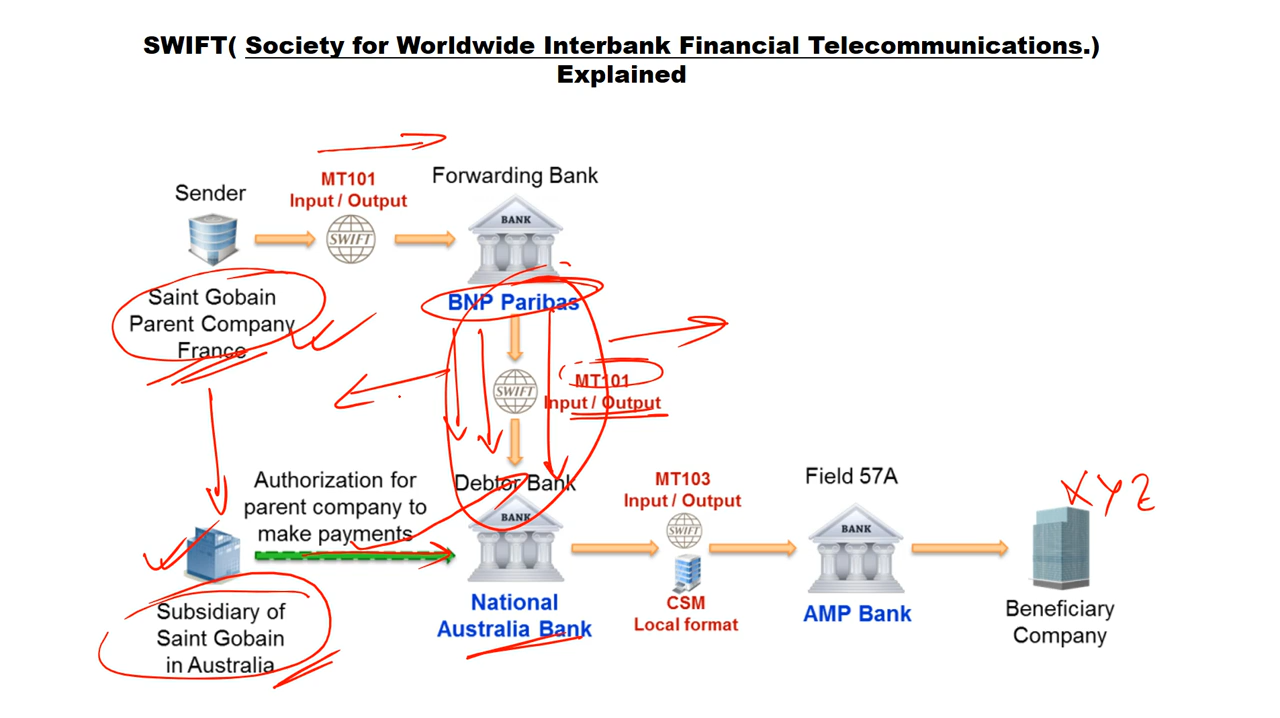 SWIFT( Society for Worldwide Interbank Financial Telecommunications.)
Explained
Sender
MT101
Input / Output
Forwarding Bank
SWIFT
BANK
Saint Gobain
Parent Company
France
BNP Paribas
SWIFT
MT101
Input / Output
Authorization for
parent company to
make payments
Debtor Bank
BANK
MT103
Input / Output
SWIFT
Field 57A
BANK
XYZ
Subsidiary of
Saint Gobain
in Australia
National
Australia Bank
CSM
Local format
AMP Bank
Beneficiary
Company